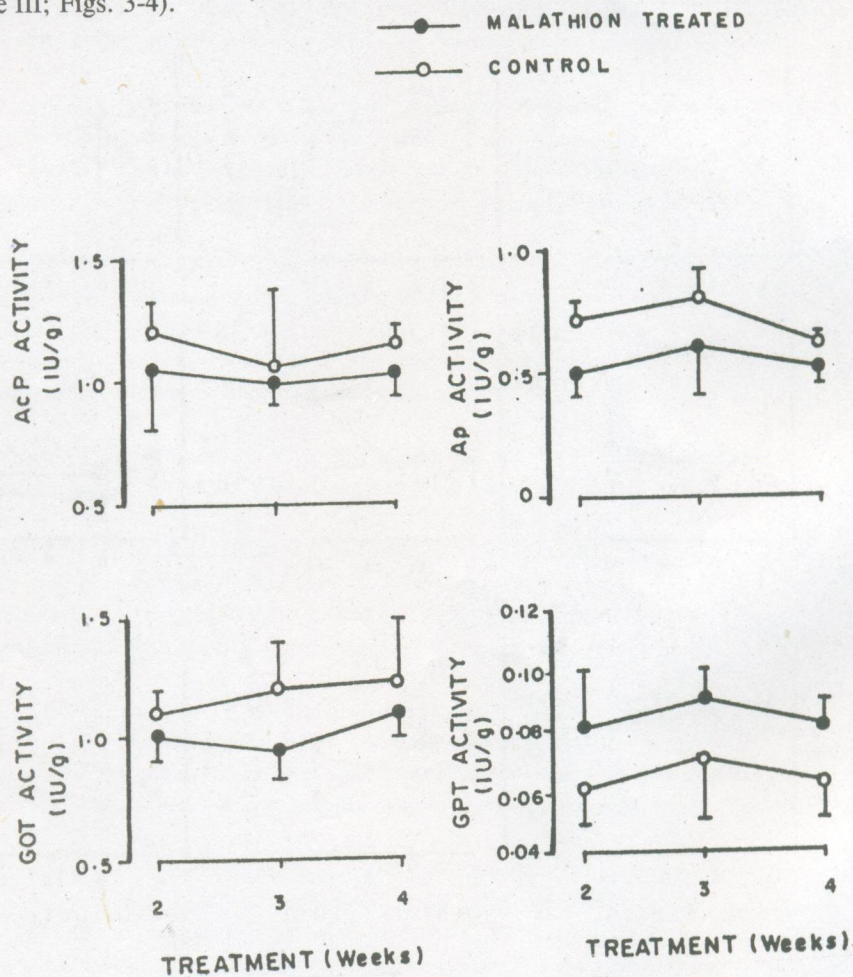 e III; Figs. 3-4).
MALATHION TREATED
CONTROL
AcP ACTIVITY
(IU/g)
1·5
1·0
0·5
Ap ACTIVITY
(IU/g)
1·0
0·5
0
GOT ACTIVITY
(IU/g)
1·5
1·0
0·5
2 3 4
TREATMENT (Weeks)
GPT ACTIVITY
(IU/g)
0·12
0·10
0·08
0·06
0·04
2 3 4
TREATMENT (Weeks)